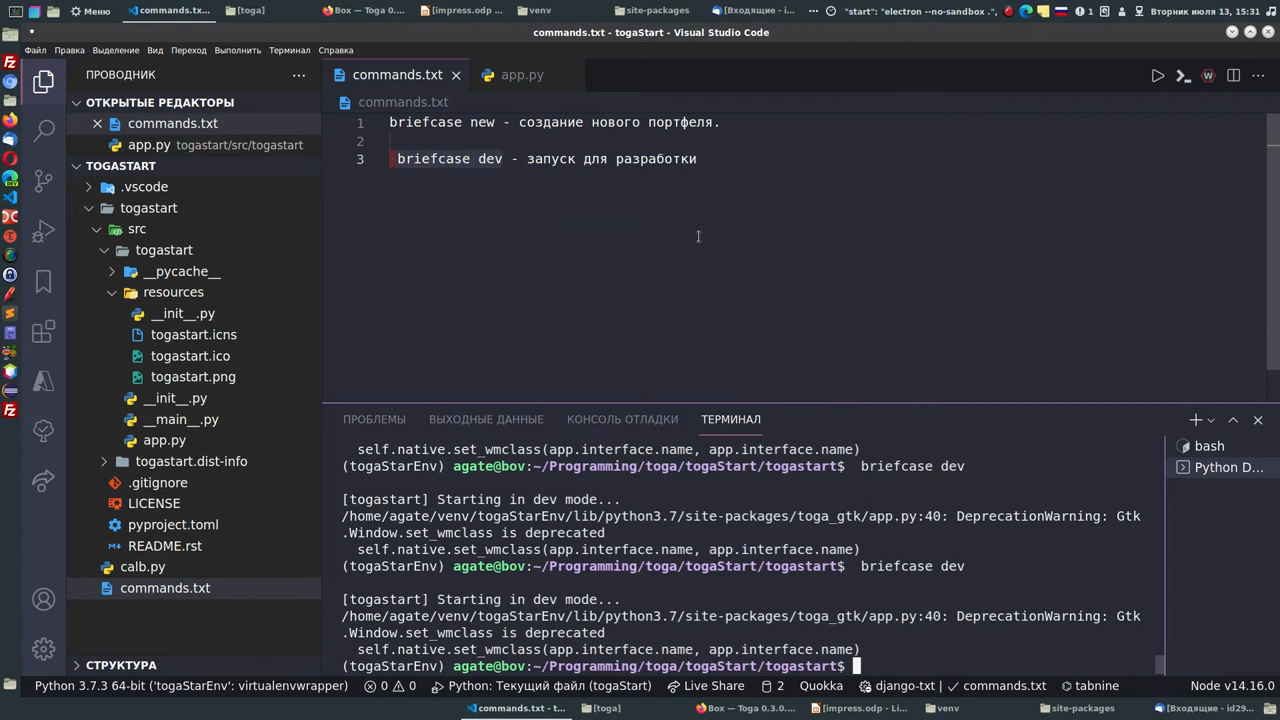 Меню
commands.tx...
[toga]
Box — Toga 0.3.0....
[impress.odp - Li...
venv
site-packages
[Входящие - i...
"start": "electron --no-sandbox .",
1
Вторник июля 13, 15:31
commands.txt - togaStart - Visual Studio Code
Файл Правка Выделение Вид Переход Выполнить Терминал Справка
ПРОВОДНИК
commands.txt
app.py
ОТКРЫТЫЕ РЕДАКТОРЫ
commands.txt
app.py togastart/src/togastart
TOGASTART
.vscode
togastart
src
togastart
__pycache__
resources
__init__.py
togastart.icns
togastart.ico
togastart.png
__init__.py
__main__.py
app.py
togastart.dist-info
.gitignore
LICENSE
pyproject.toml
README.rst
calb.py
commands.txt
СТРУКТУРА
commands.txt
1 briefcase new - создание нового портфеля.
2
3 briefcase dev - запуск для разработки
ПРОБЛЕМЫ ВЫХОДНЫЕ ДАННЫЕ КОНСОЛЬ ОТЛАДКИ ТЕРМИНАЛ
self.native.set_wmclass(app.interface.name, app.interface.name)
(togaStarEnv) agate@bov:~/Programming/toga/togaStart/togastart$ briefcase dev
[togastart] Starting in dev mode...
/home/agate/venv/togaStarEnv/lib/python3.7/site-packages/toga_gtk/app.py:40: DeprecationWarning: Gtk
.Window.set_wmclass is deprecated
self.native.set_wmclass(app.interface.name, app.interface.name)
(togaStarEnv) agate@bov:~/Programming/toga/togaStart/togastart$ briefcase dev
[togastart] Starting in dev mode...
/home/agate/venv/togaStarEnv/lib/python3.7/site-packages/toga_gtk/app.py:40: DeprecationWarning: Gtk
.Window.set_wmclass is deprecated
self.native.set_wmclass(app.interface.name, app.interface.name)
(togaStarEnv) agate@bov:~/Programming/toga/togaStart/togastart$
bash
Python D...
Python 3.7.3 64-bit ('togaStarEnv': virtualenvwrapper) 0 0 Python: Текущий файл (togaStart) Live Share 2 Quokka django-txt commands.txt tabnine Node v14.16.0
commands.txt - t...
[toga]
Box — Toga 0.3.0....
[impress.odp - Li...
venv
site-packages
[Входящие - id29...